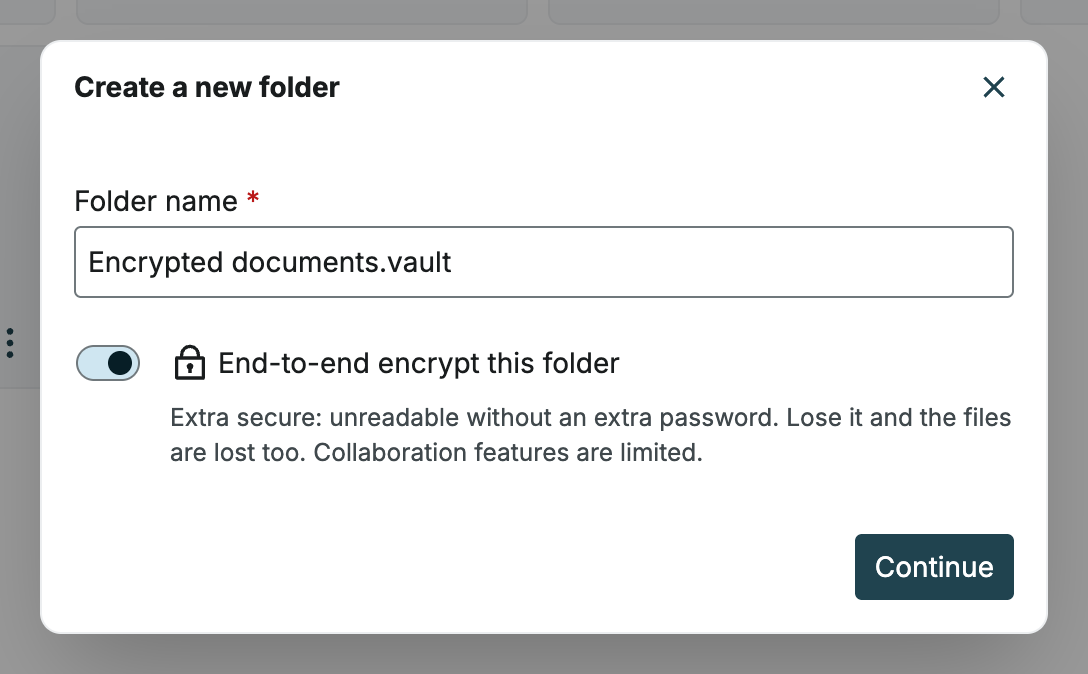 Create a new folder
Folder name *
Encrypted documents.vault
End-to-end encrypt this folder
Extra secure: unreadable without an extra password. Lose it and the files
are lost too. Collaboration features are limited.
Continue